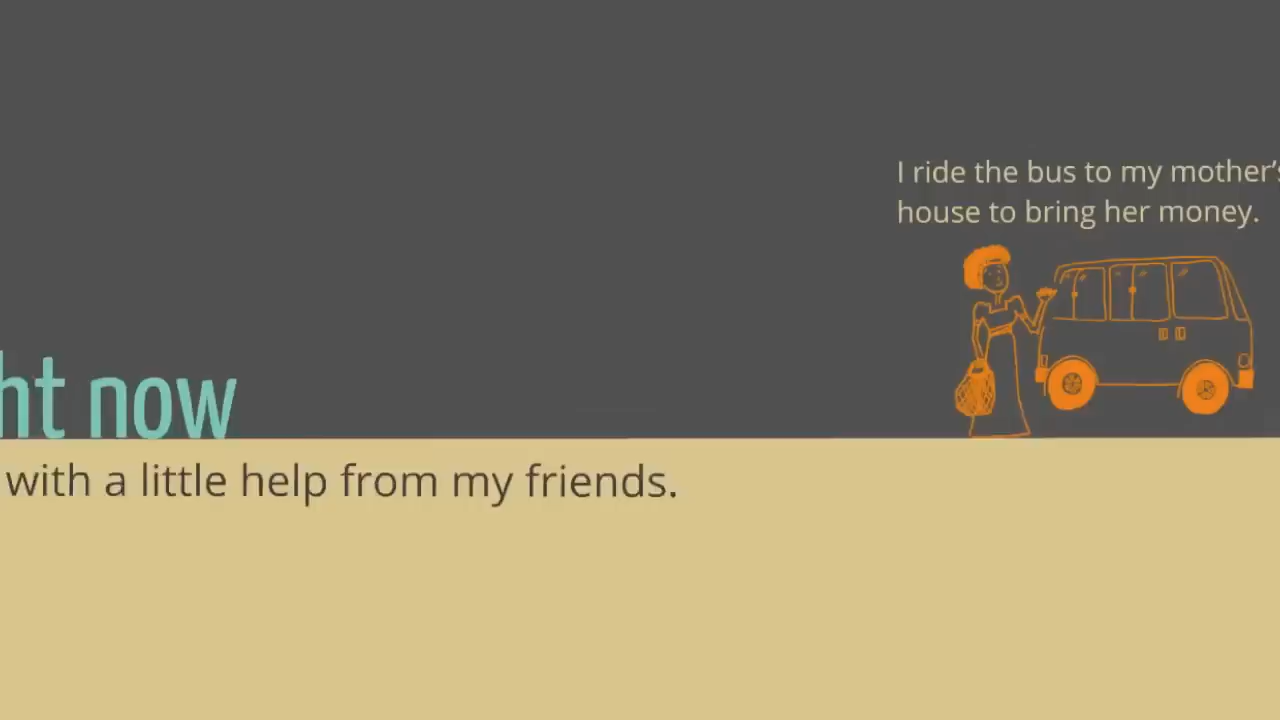 I ride the bus to my mother's
house to bring her money.
ht now
with a little help from my friends.